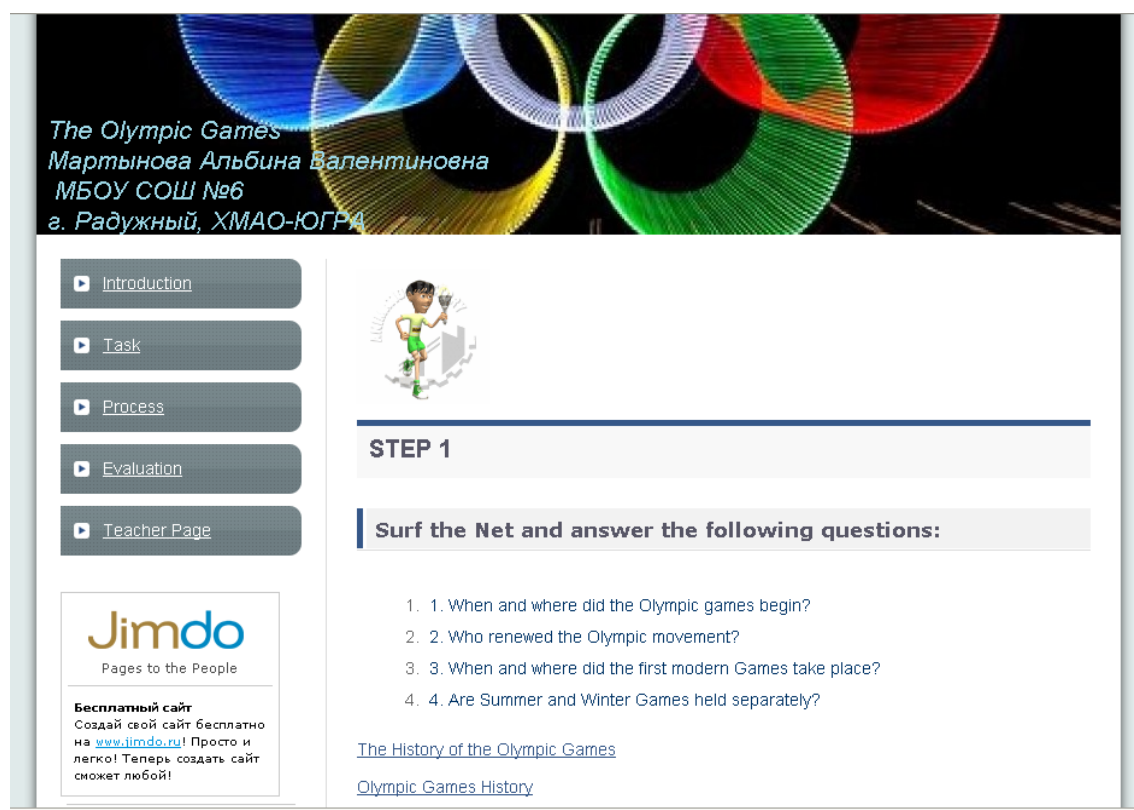 The Olympic Games
Мартынова Альбина Валентиновна
МБОУ СОШ №6
г. Радужный, ХМАО-ЮГРА
Introduction
Task
Process
Evaluation
Teacher Page
Jimdo
Pages to the People
Бесплатный сайт
Создай свой сайт бесплатно
на www.jimdo.ru! Просто и
легко! Теперь создать сайт
сможет любой!
STEP 1
Surf the Net and answer the following questions:
1. 1. When and where did the Olympic games begin?
2. 2. Who renewed the Olympic movement?
3. 3. When and where did the first modern Games take place?
4. 4. Are Summer and Winter Games held separately?
The History of the Olympic Games
Olympic Games History